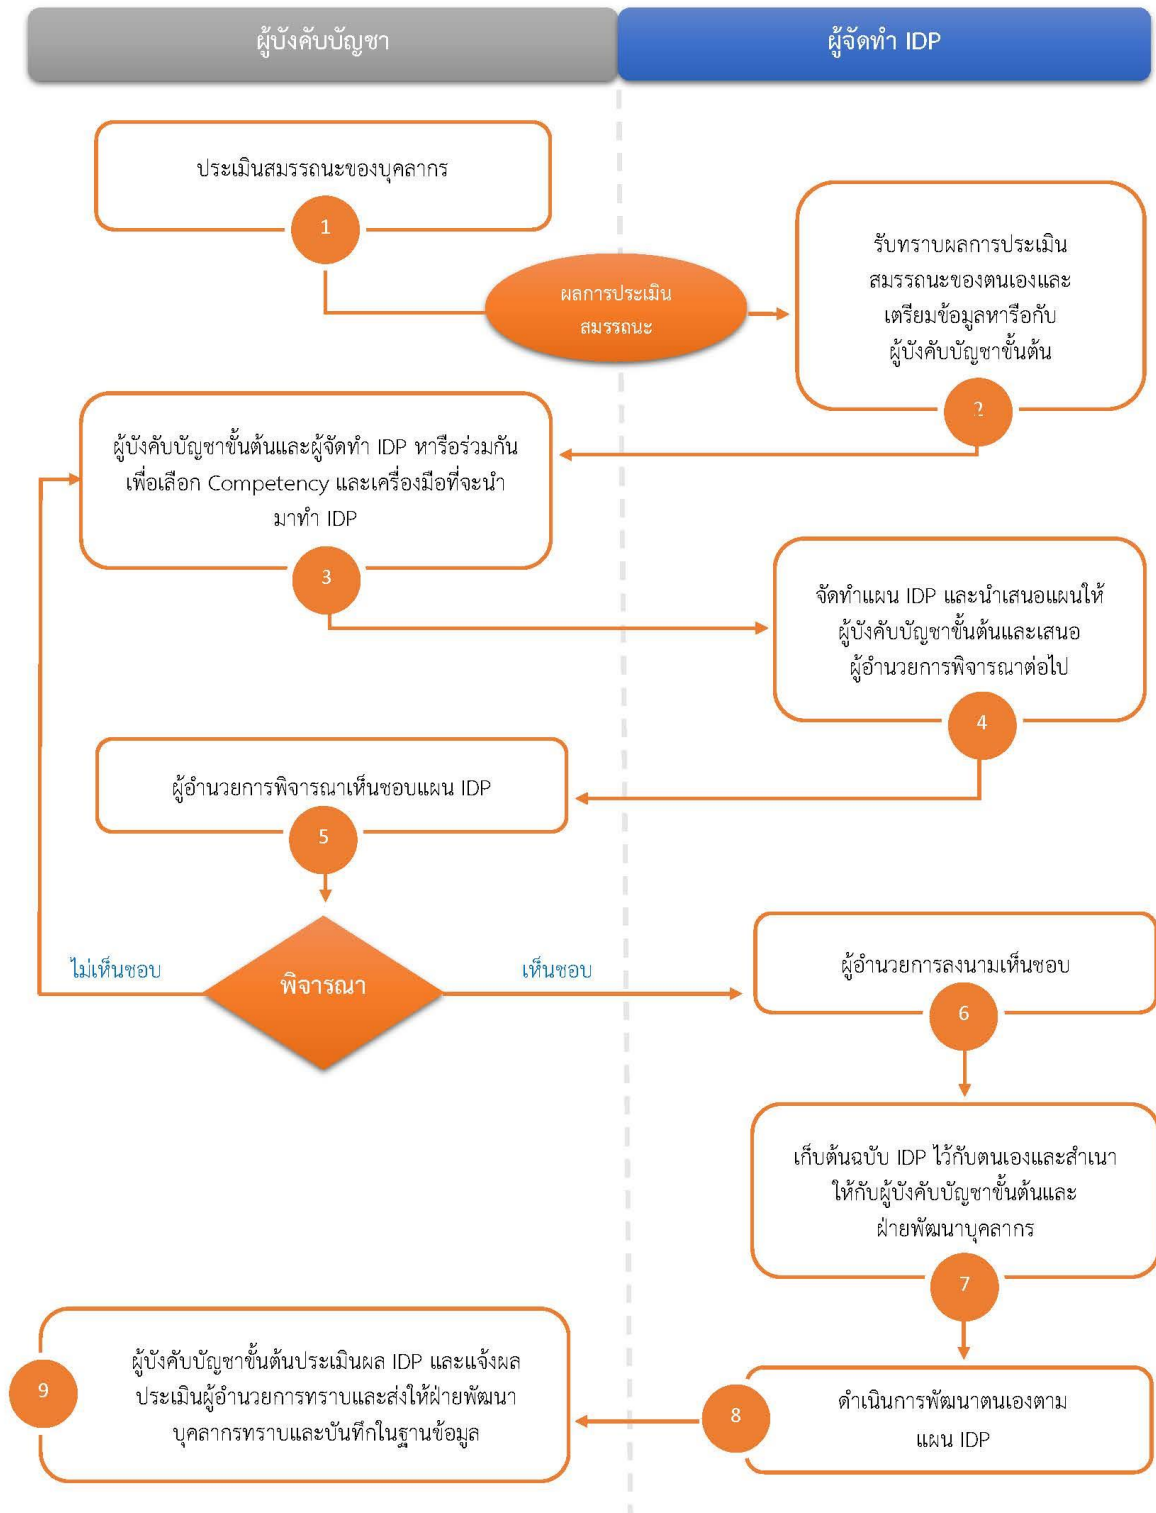 ผู้บังคับบัญชา
ผู้จัดทำ IDP
ประเมินสมรรถนะของบุคลากร
1
ผลการประเมิน
สมรรถนะ
รับทราบผลการประเมิน
สมรรถนะของตนเองและ
เตรียมข้อมูลหารือกับ
ผู้บังคับบัญชาขั้นต้น
2
ผู้บังคับบัญชาขั้นต้นและผู้จัดทำ IDP หารือร่วมกัน
เพื่อเลือก Competency และเครื่องมือที่จะนำ
มาทำ IDP
3
จัดทำแผน IDP และนำเสนอแผนให้
ผู้บังคับบัญชาขั้นต้นและเสนอ
ผู้อำนวยการพิจารณาต่อไป
4
ผู้อำนวยการพิจารณาเห็นชอบแผน IDP
5
ไม่เห็นชอบ
พิจารณา
เห็นชอบ
ผู้อำนวยการลงนามเห็นชอบ
6
เก็บต้นฉบับ IDP ไว้กับตนเองและสำเนา
ให้กับผู้บังคับบัญชาขั้นต้นและ
ฝ่ายพัฒนาบุคลากร
7
ดำเนินการพัฒนาตนเองตาม
แผน IDP
8
ผู้บังคับบัญชาขั้นต้นประเมินผล IDP และแจ้งผล
ประเมินผู้อำนวยการทราบและส่งให้ฝ่ายพัฒนา
บุคลากรทราบและบันทึกในฐานข้อมูล
9